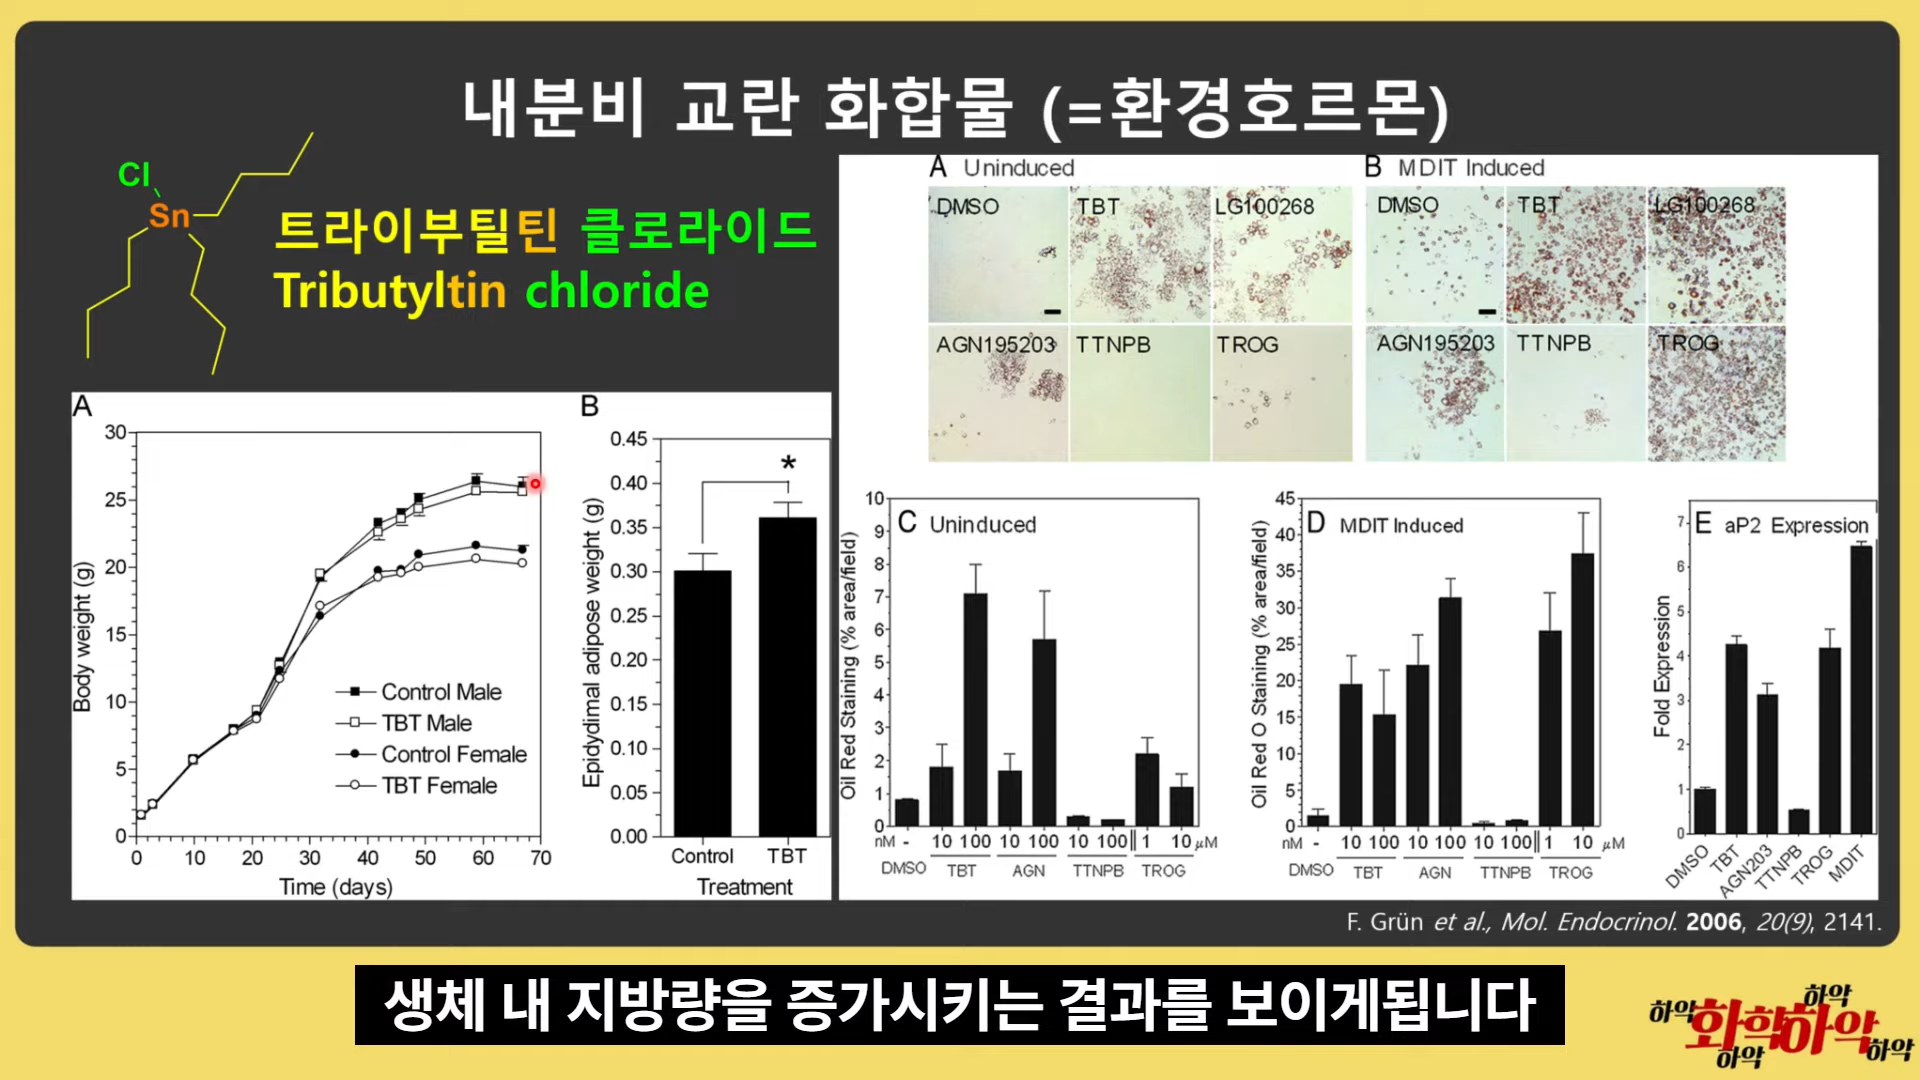 내분비 교란 화합물 (=환경호르몬)
Cl
Sn
트라이부틸틴 클로라이드
Tributyltin chloride
A
30
25
20
15
10
5
0
0 10 20 30 40 50 60 70
Body weight (g)
Time (days)
Control Male
TBT Male
Control Female
TBT Female
B
0.45
0.40
0.35
0.30
0.25
0.20
0.15
0.10
0.05
0.00
*
Epidydimal adipose weight (g)
Control TBT
Treatment
A Uninduced
DMSO TBT LG100268
AGN195203 TTNPB TROG
B MDIT Induced
DMSO TBT LG100268
AGN195203 TTNPB TROG
C Uninduced
10
9
8
7
6
5
4
3
2
1
0
Oil Red Staining (% area/field)
nM - 10 100 10 100 10 100 1 10 μM
DMSO TBT AGN TTNPB TROG
D MDIT Induced
45
40
35
30
25
20
15
10
5
0
Oil Red O Staining (% area/field)
nM - 10 100 10 100 10 100 1 10 μM
DMSO TBT AGN TTNPB TROG
E aP2 Expression
7
6
5
4
3
2
1
0
Fold Expression
DMSO TBT AGN203 TTNPB TROG MDIT
F. Grün et al., Mol. Endocrinol. 2006, 20(9), 2141.
생체 내 지방량을 증가시키는 결과를 보이게됩니다
하악
하악
화학하악
하악
하악